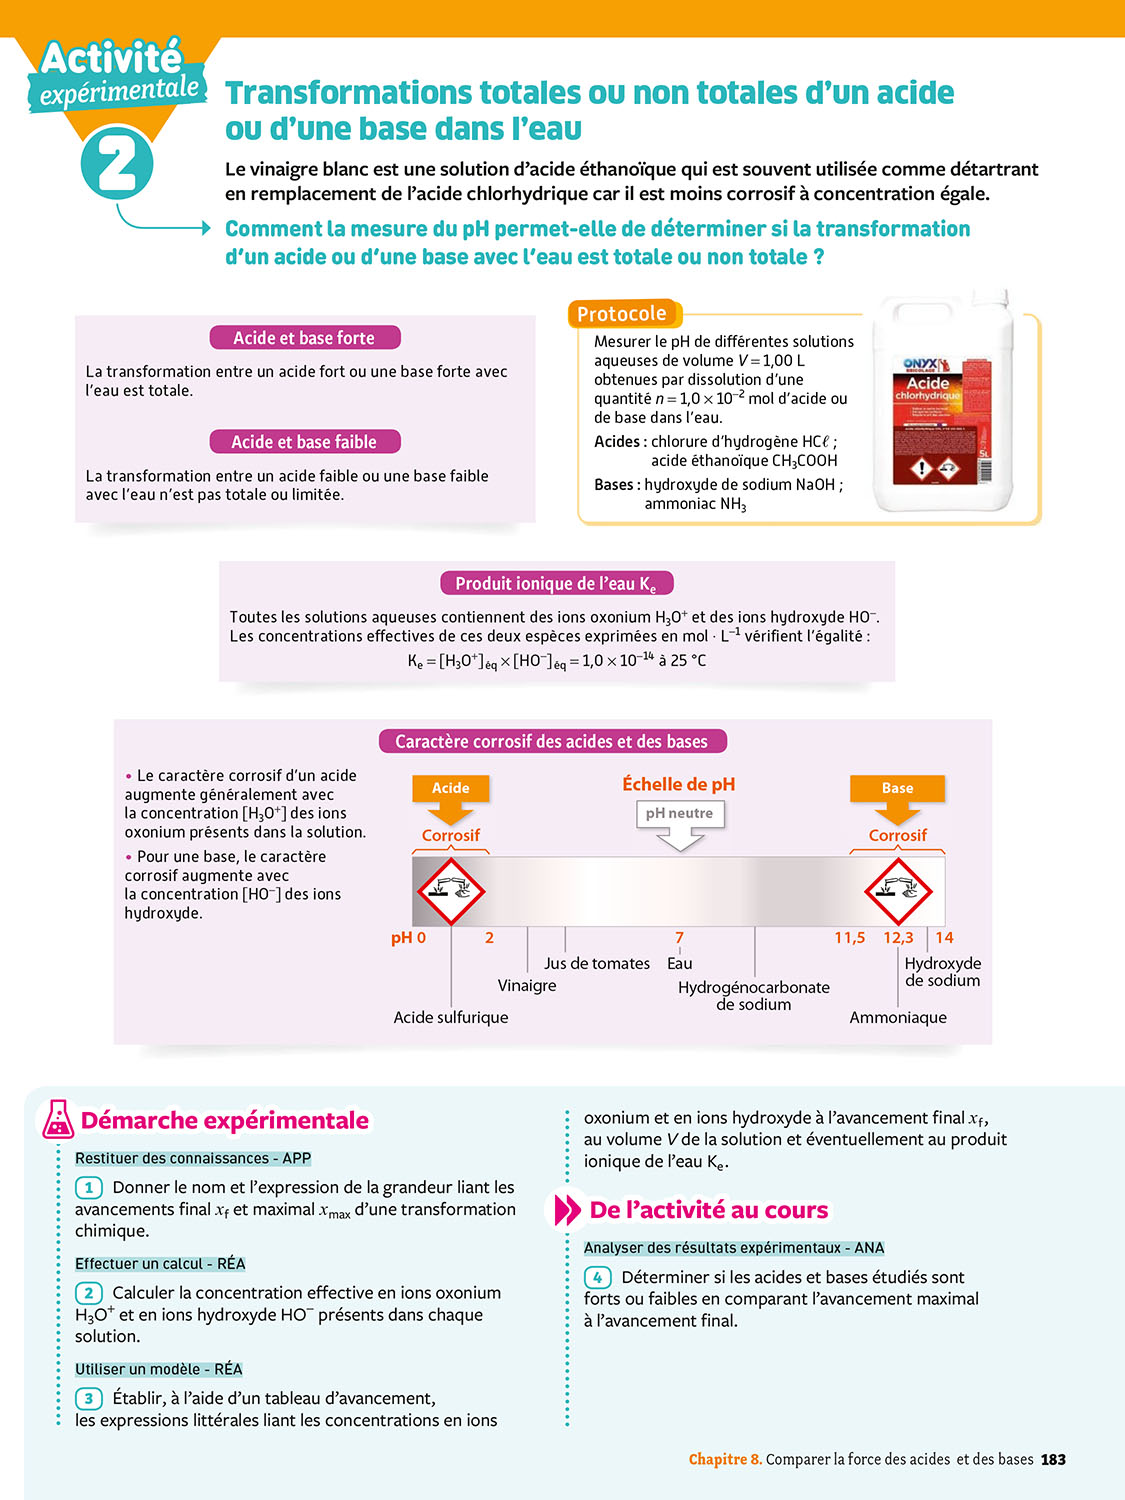 Activité
expérimentale
2
Transformations totales ou non totales d'un acide
ou d'une base dans l'eau
Le vinaigre blanc est une solution d'acide éthanoïque qui est souvent utilisée comme détartrant
en remplacement de l'acide chlorhydrique car il est moins corrosif à concentration égale.
Comment la mesure du pH permet-elle de déterminer si la transformation
d'un acide ou d'une base avec l'eau est totale ou non totale ?
Acide et base forte
La transformation entre un acide fort ou une base forte avec
l'eau est totale.
Acide et base faible
La transformation entre un acide faible ou une base faible
avec l'eau n'est pas totale ou limitée.
Protocole
Mesurer le pH de différentes solutions
aqueuses de volume V = 1,00 L
obtenues par dissolution d'une
quantité n = 1,0 × 10⁻² mol d'acide ou
de base dans l'eau.
Acides : chlorure d'hydrogène HCℓ ;
acide éthanoïque CH₃COOH
Bases : hydroxyde de sodium NaOH ;
ammoniac NH₃
ONYX
BRICOLAGE
Acide
chlorhydrique
5L
Produit ionique de l'eau Kₑ
Toutes les solutions aqueuses contiennent des ions oxonium H₃O⁺ et des ions hydroxyde HO⁻.
Les concentrations effectives de ces deux espèces exprimées en mol · L⁻¹ vérifient l'égalité :
Kₑ = [H₃O⁺]éq × [HO⁻]éq = 1,0 × 10⁻¹⁴ à 25 °C
Caractère corrosif des acides et des bases
• Le caractère corrosif d'un acide
augmente généralement avec
la concentration [H₃O⁺] des ions
oxonium présents dans la solution.
• Pour une base, le caractère
corrosif augmente avec
la concentration [HO⁻] des ions
hydroxyde.
Acide
Échelle de pH
Base
pH neutre
Corrosif
Corrosif
pH 0 2 7 11,5 12,3 14
Jus de tomates Eau Hydroxyde
de sodium
Vinaigre
Hydrogénocarbonate
de sodium
Acide sulfurique
Ammoniaque
Démarche expérimentale
Restituer des connaissances - APP
1 Donner le nom et l'expression de la grandeur liant les
avancements final xf et maximal xmax d'une transformation
chimique.
Effectuer un calcul - RÉA
2 Calculer la concentration effective en ions oxonium
H₃O⁺ et en ions hydroxyde HO⁻ présents dans chaque
solution.
Utiliser un modèle - RÉA
3 Établir, à l'aide d'un tableau d'avancement,
les expressions littérales liant les concentrations en ions
oxonium et en ions hydroxyde à l'avancement final xf,
au volume V de la solution et éventuellement au produit
ionique de l'eau Kₑ.
De l'activité au cours
Analyser des résultats expérimentaux - ANA
4 Déterminer si les acides et bases étudiés sont
forts ou faibles en comparant l'avancement maximal
à l'avancement final.
Chapitre 8. Comparer la force des acides et des bases 183